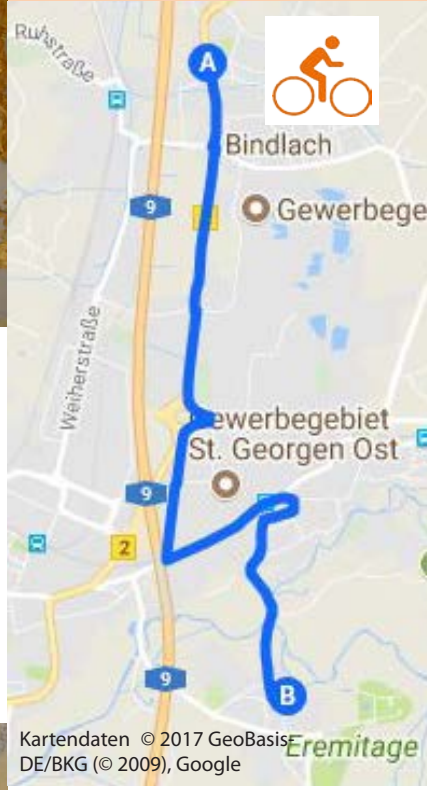 Ruhstraße
A
Bindlach
9
Gewerbege
Weiherstraße
ewerbegebiet
St. Georgen Ost
9
2
9
B
Eremitage
Kartendaten © 2017 GeoBasis-
DE/BKG (© 2009), Google